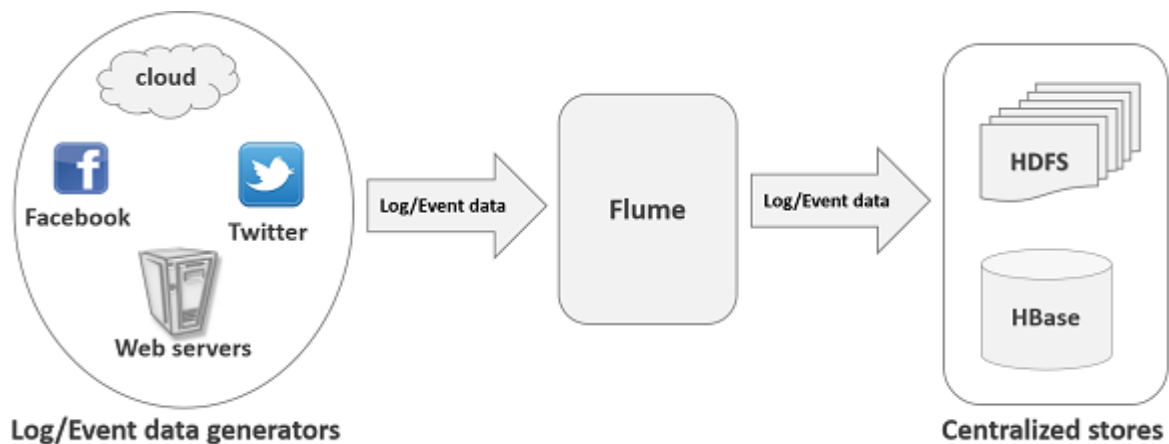 cloud
Facebook
Twitter
Web servers
Log/Event data generators
Log/Event data
Flume
Log/Event data
HDFS
HBase
Centralized stores